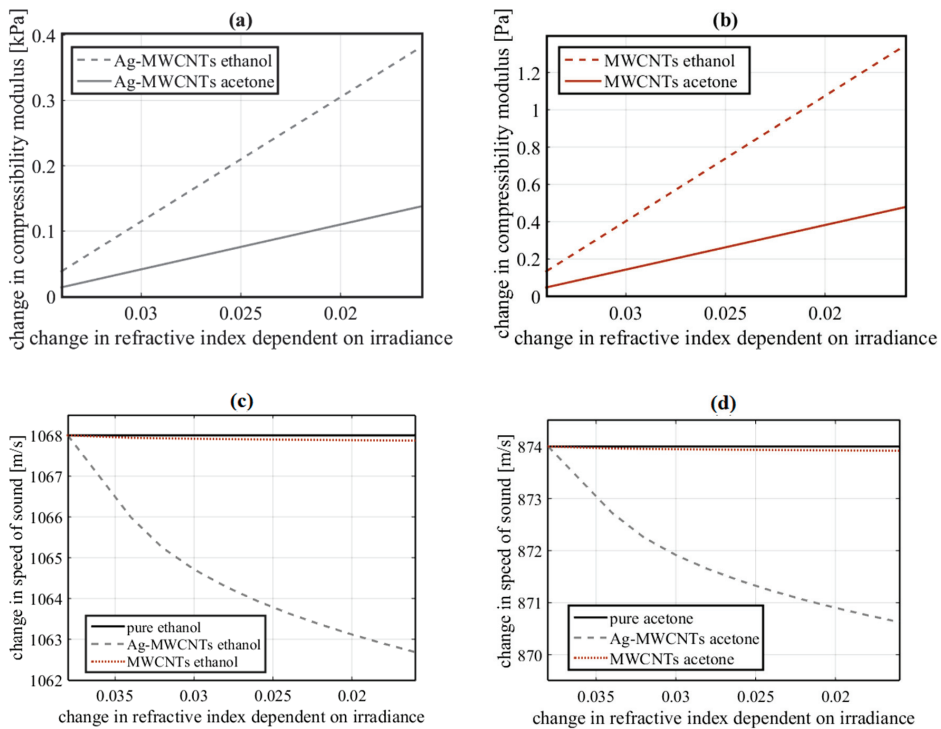 (a)
change in compressibility modulus [kPa]
0.4
0.3
0.2
0.1
0
Ag-MWCNTs ethanol
Ag-MWCNTs acetone
0.03 0.025 0.02
change in refractive index dependent on irradiance
(b)
change in compressibility modulus [Pa]
1.2
1
0.8
0.6
0.4
0.2
0
MWCNTs ethanol
MWCNTs acetone
0.03 0.025 0.02
change in refractive index dependent on irradiance
(c)
change in speed of sound [m/s]
1068
1067
1066
1065
1064
1063
1062
pure ethanol
Ag-MWCNTs ethanol
MWCNTs ethanol
0.035 0.03 0.025 0.02
change in refractive index dependent on irradiance
(d)
change in speed of sound [m/s]
874
873
872
871
870
pure acetone
Ag-MWCNTs acetone
MWCNTs acetone
0.035 0.03 0.025 0.02
change in refractive index dependent on irradiance